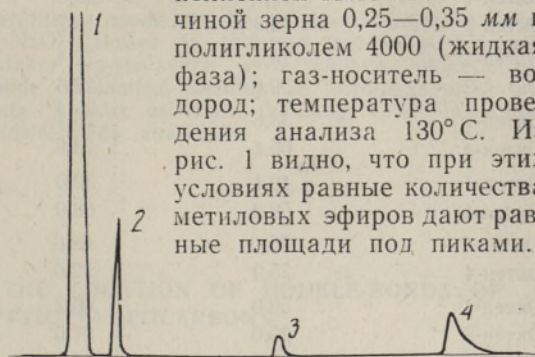 чиной зерна 0,25—0,35 мм и
полигликолем 4000 (жидкая
фаза); газ-носитель — во-
дород; температура прове-
дения анализа 130° С. Из
рис. 1 видно, что при этих
условиях равные количества
метиловых эфиров дают рав-
ные площади под пиками.
1
2
3
4